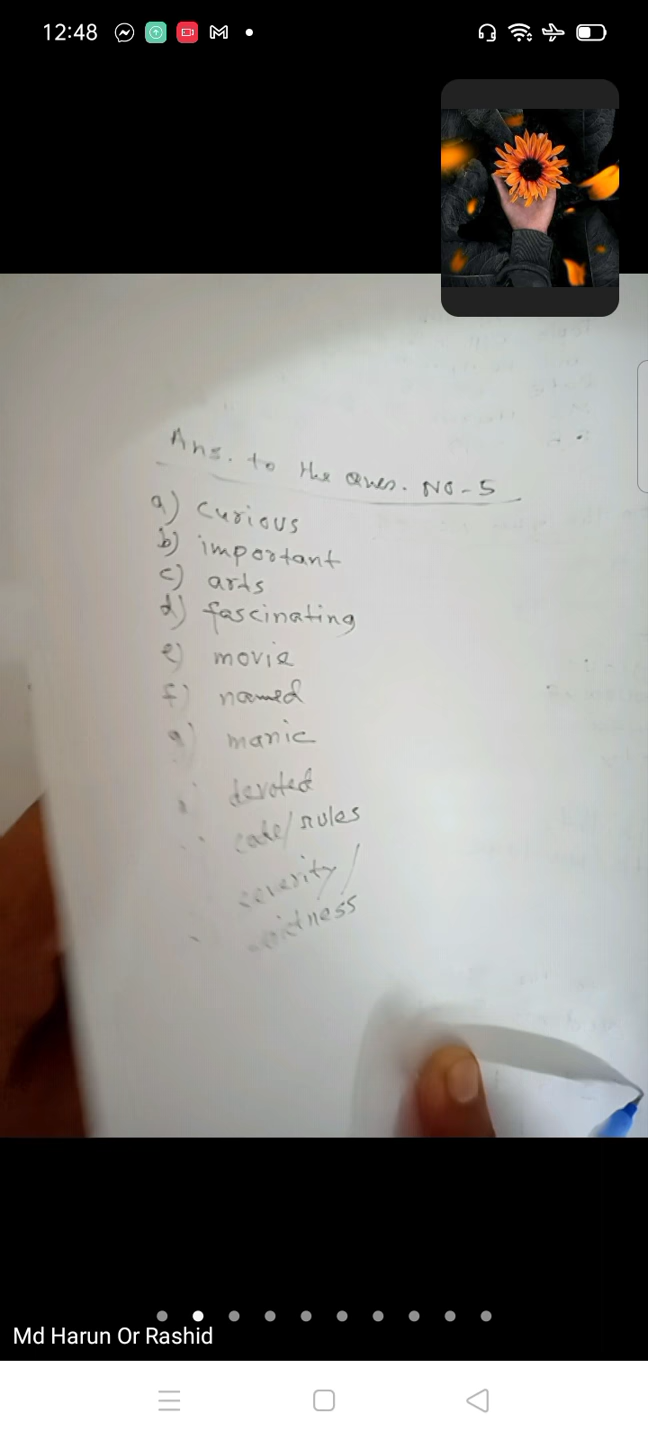 12:48
Ans. to the Ques. No-5
a) curious
b) important
c) arts
d) fascinating
e) movie
f) named
g) manic
devoted
code/rules
severity/
Md Harun Or Rashid